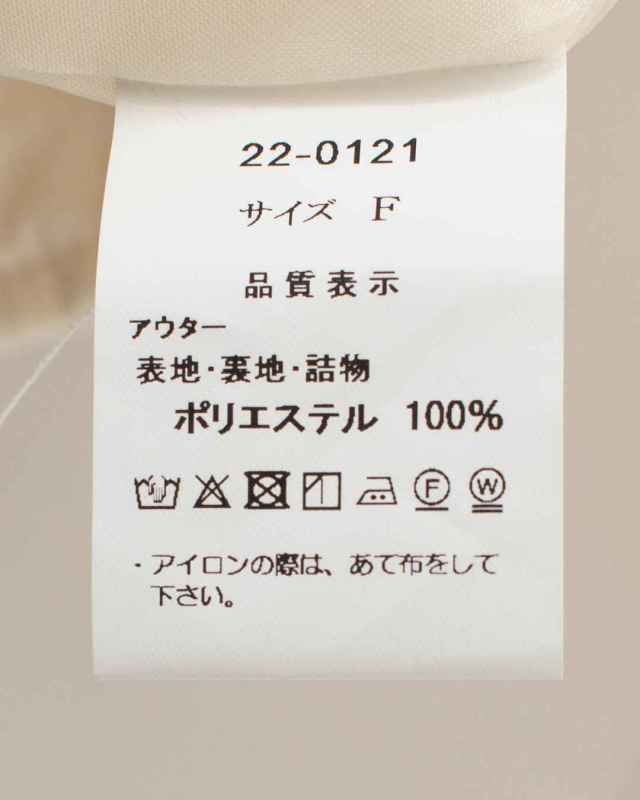 22-0121
サイズ F
品質表示
アウター
表地・裏地・詰物
ポリエステル 100%
F W
・アイロンの際は、あて布をして
下さい。